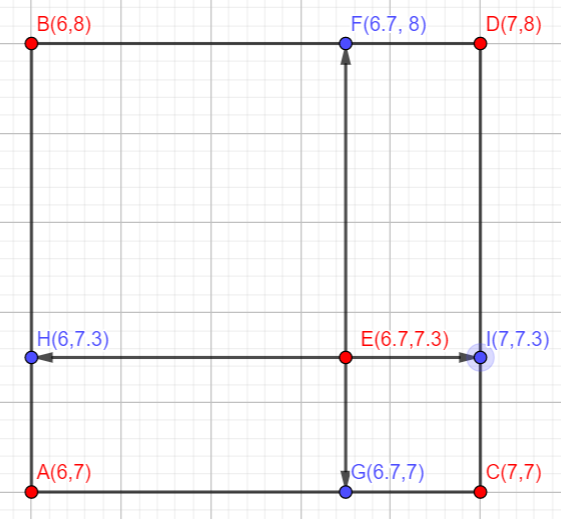 B(6,8)
F(6.7, 8)
D(7,8)
H(6,7.3)
E(6.7,7.3)
I(7,7.3)
A(6,7)
G(6.7,7)
C(7,7)